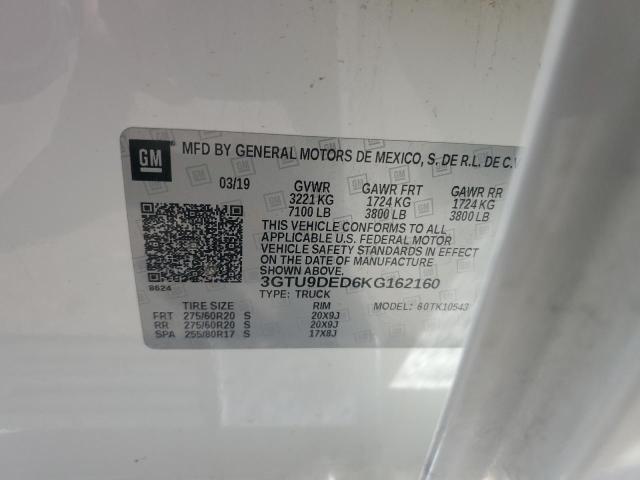 GM ® MFD BY GENERAL MOTORS DE MEXICO, S. DE R.L. DE C.V
03/19 GVWR GAWR FRT GAWR RR
3221 KG 1724 KG 1724 KG
7100 LB 3800 LB 3800 LB
THIS VEHICLE CONFORMS TO ALL
APPLICABLE U.S. FEDERAL MOTOR
VEHICLE SAFETY STANDARDS IN EFFECT
ON THE DATE OF MANUFACTURE
SHOWN ABOVE.
8624 3GTU9DED6KG162160
TYPE: TRUCK MODEL: 60TK10543
TIRE SIZE RIM
FRT 275/60R20 S 20X9J
RR 275/60R20 S 20X9J
SPA 255/80R17 S 17X8J